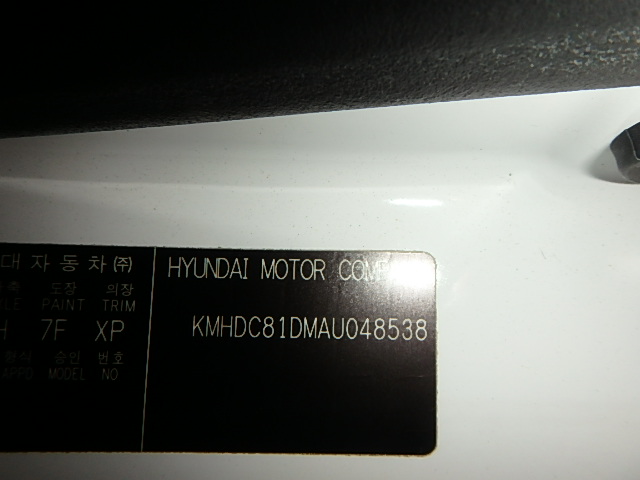 대자동차(주)
HYUNDAI MOTOR COMP
도장 의장
PAINT TRIM
7F XP
KMHDC81DMAU048538
승인 번호
MODEL NO